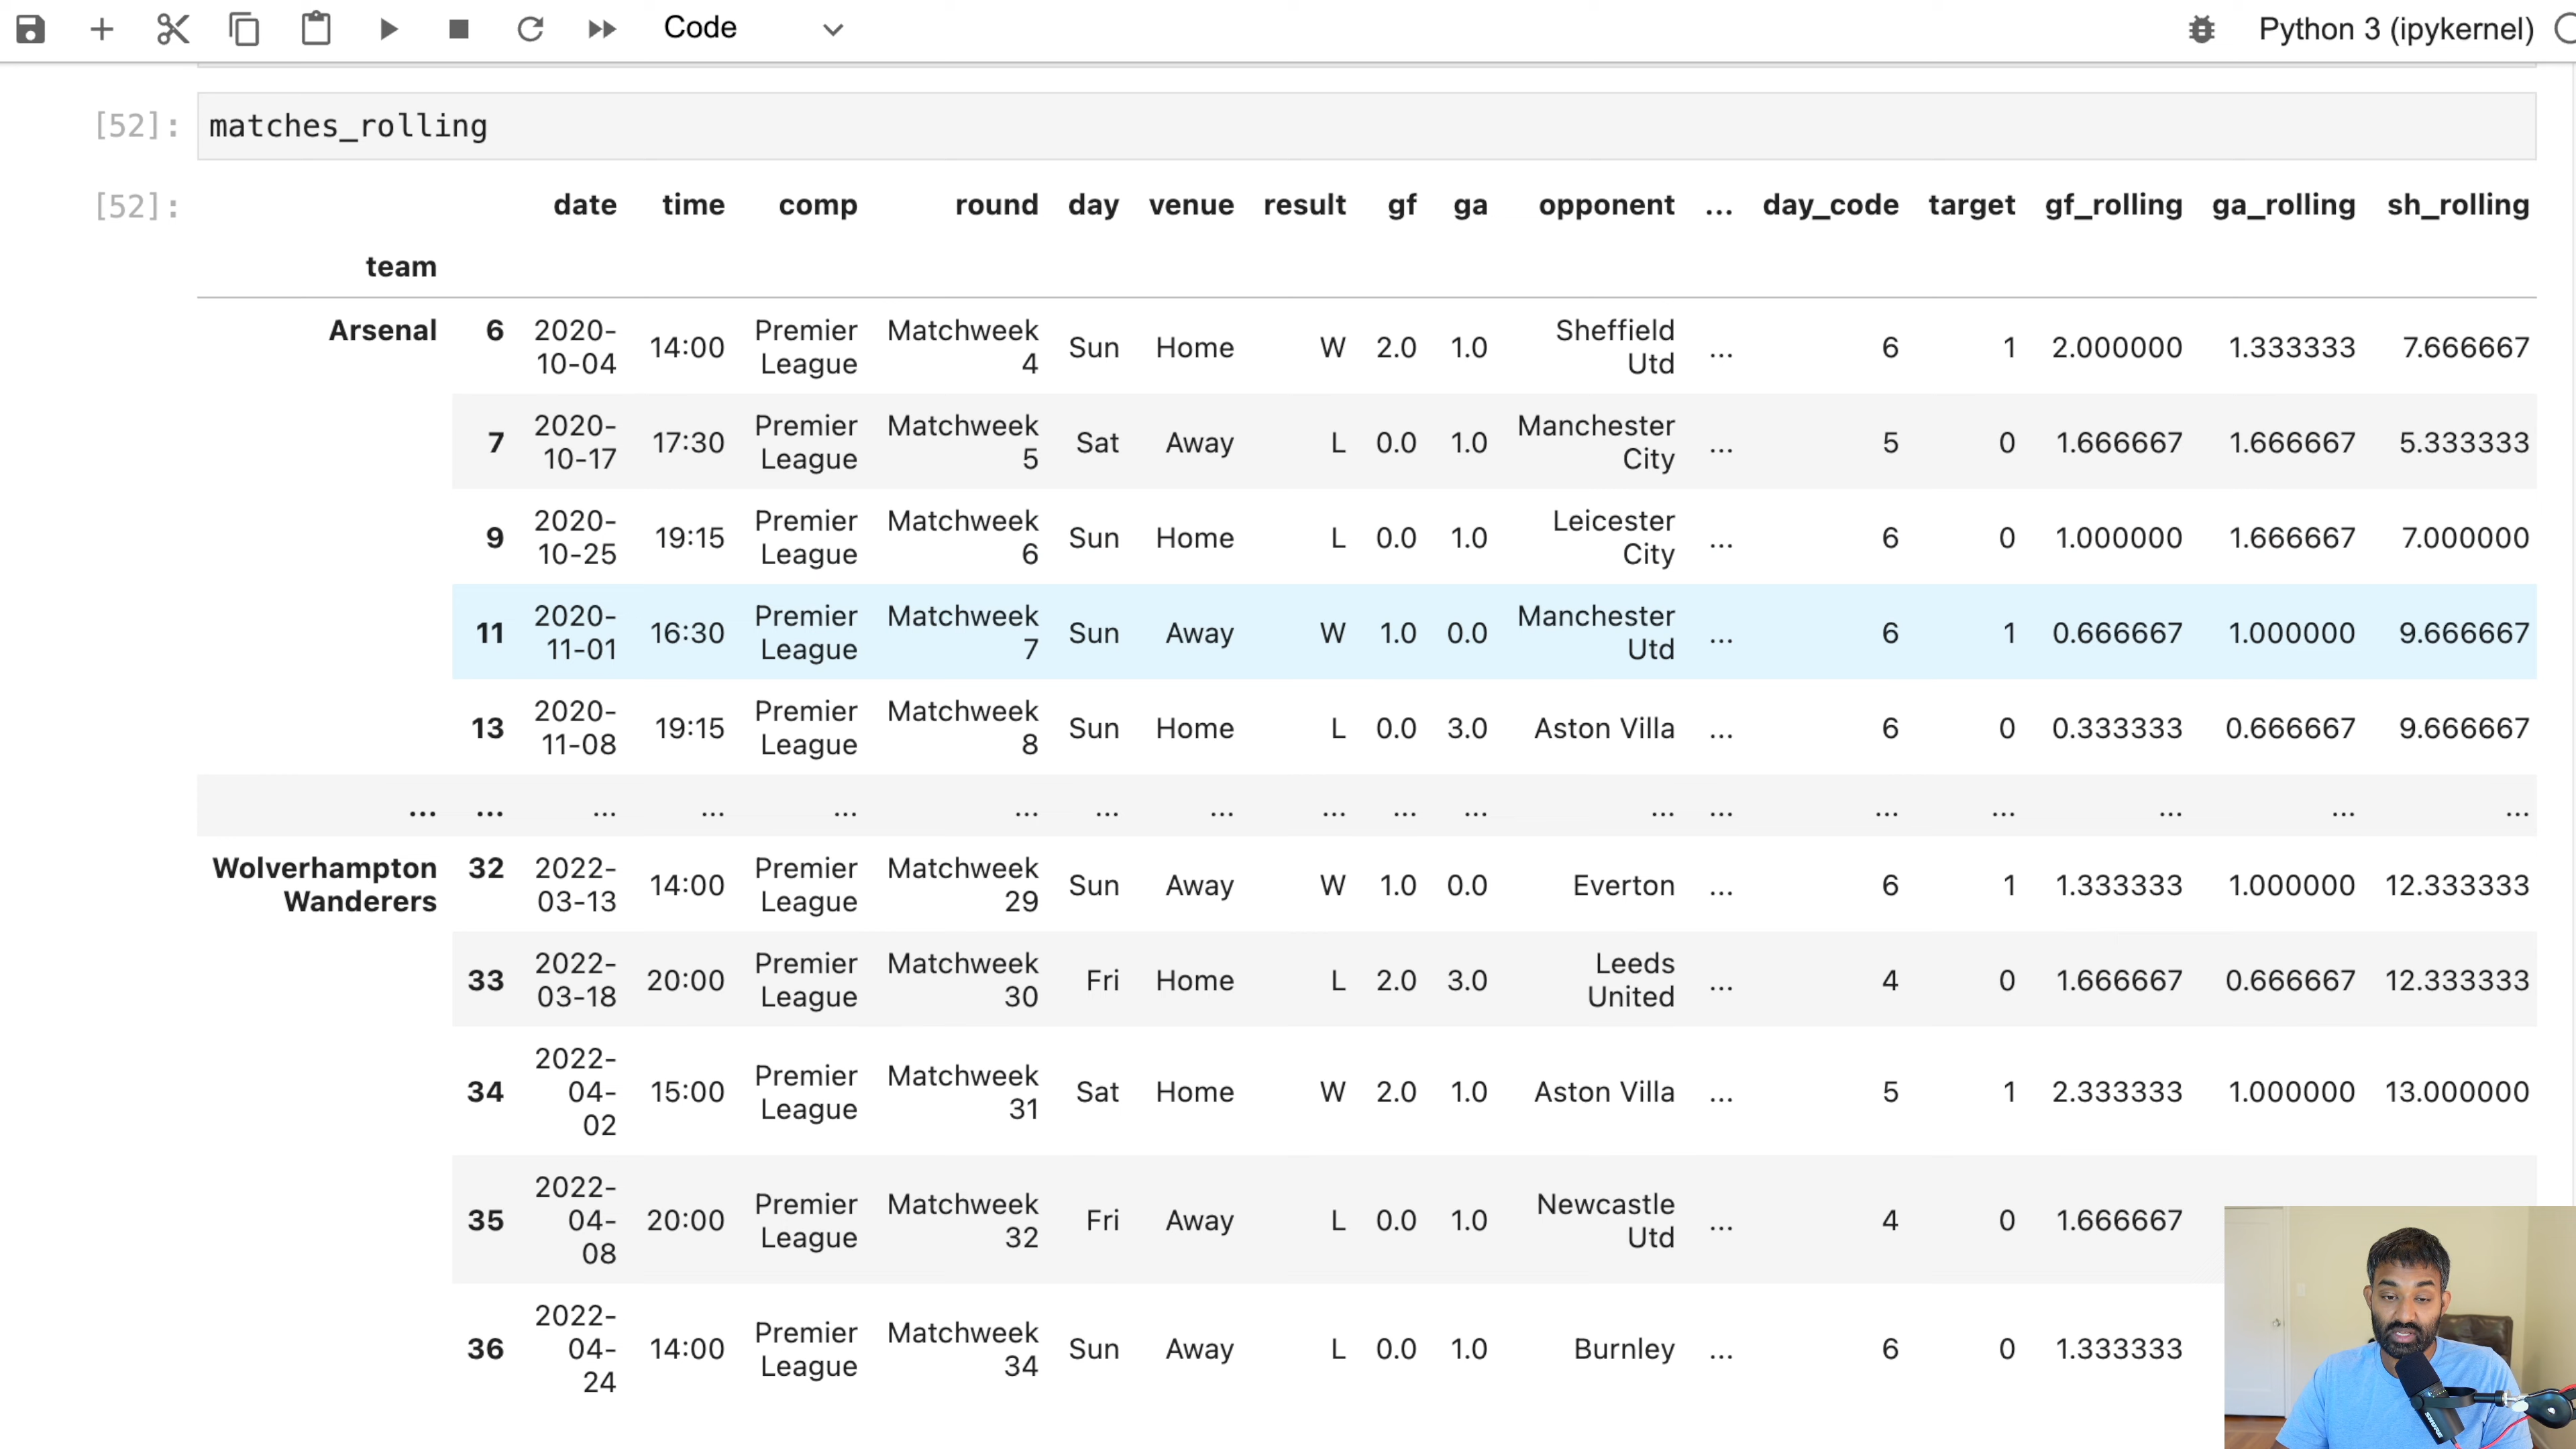 Code
Python 3 (ipykernel)
[52]: matches_rolling
[52]: date time comp round day venue result gf ga opponent ... day_code target gf_rolling ga_rolling sh_rolling
team
Arsenal 6 2020-10-04 14:00 Premier League Matchweek 4 Sun Home W 2.0 1.0 Sheffield Utd ... 6 1 2.000000 1.333333 7.666667
7 2020-10-17 17:30 Premier League Matchweek 5 Sat Away L 0.0 1.0 Manchester City ... 5 0 1.666667 1.666667 5.333333
9 2020-10-25 19:15 Premier League Matchweek 6 Sun Home L 0.0 1.0 Leicester City ... 6 0 1.000000 1.666667 7.000000
11 2020-11-01 16:30 Premier League Matchweek 7 Sun Away W 1.0 0.0 Manchester Utd ... 6 1 0.666667 1.000000 9.666667
13 2020-11-08 19:15 Premier League Matchweek 8 Sun Home L 0.0 3.0 Aston Villa ... 6 0 0.333333 0.666667 9.666667
... ... ... ... ... ... ... ... ... ... ... ... ... ... ... ... ... ...
Wolverhampton Wanderers 32 2022-03-13 14:00 Premier League Matchweek 29 Sun Away W 1.0 0.0 Everton ... 6 1 1.333333 1.000000 12.333333
33 2022-03-18 20:00 Premier League Matchweek 30 Fri Home L 2.0 3.0 Leeds United ... 4 0 1.666667 0.666667 12.333333
34 2022-04-02 15:00 Premier League Matchweek 31 Sat Home W 2.0 1.0 Aston Villa ... 5 1 2.333333 1.000000 13.000000
35 2022-04-08 20:00 Premier League Matchweek 32 Fri Away L 0.0 1.0 Newcastle Utd ... 4 0 1.666667
36 2022-04-24 14:00 Premier League Matchweek 34 Sun Away L 0.0 1.0 Burnley ... 6 0 1.333333